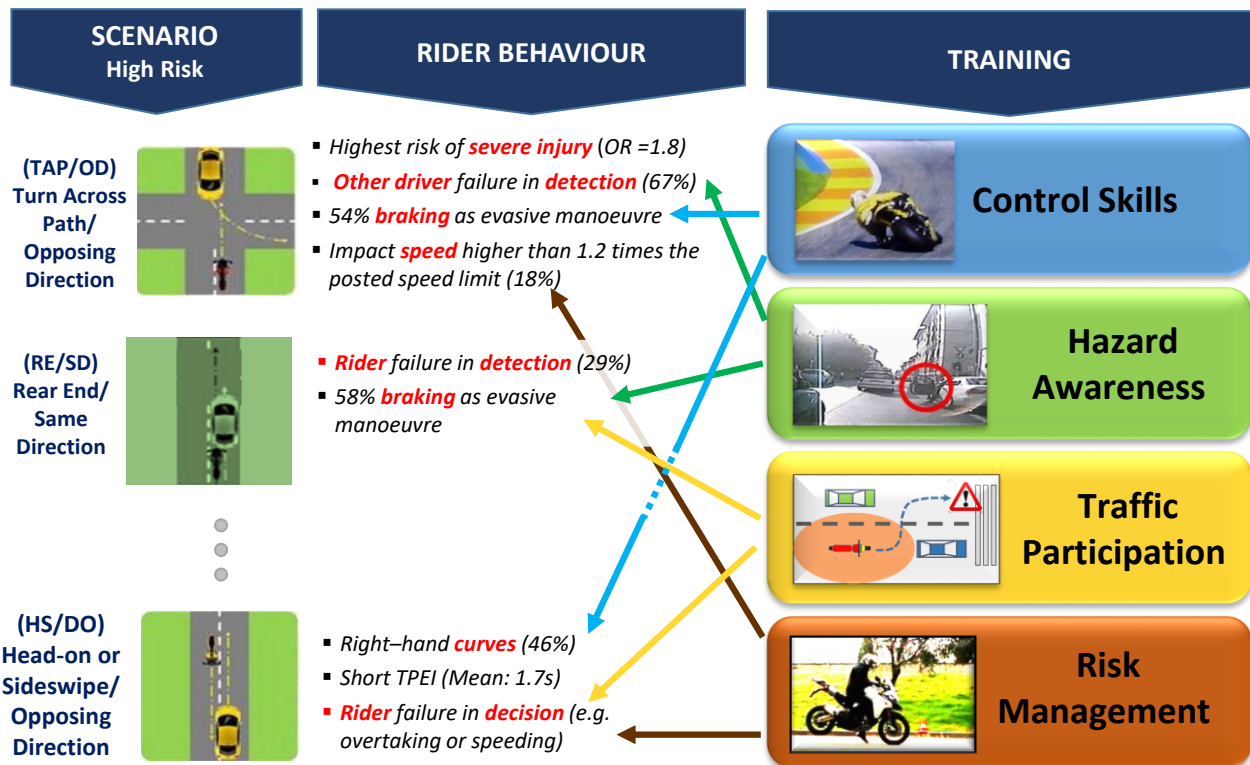 SCENARIO
High Risk
RIDER BEHAVIOUR
TRAINING
(TAP/OD)
Turn Across
Path/
Opposing
Direction
▪ Highest risk of severe injury (OR =1.8)
▪ Other driver failure in detection (67%)
▪ 54% braking as evasive manoeuvre
▪ Impact speed higher than 1.2 times the
posted speed limit (18%)
(RE/SD)
Rear End/
Same
Direction
▪ Rider failure in detection (29%)
▪ 58% braking as evasive
manoeuvre
(HS/DO)
Head-on or
Sideswipe/
Opposing
Direction
▪ Right–hand curves (46%)
▪ Short TPEI (Mean: 1.7s)
▪ Rider failure in decision (e.g.
overtaking or speeding)
Control Skills
Hazard
Awareness
Traffic
Participation
Risk
Management